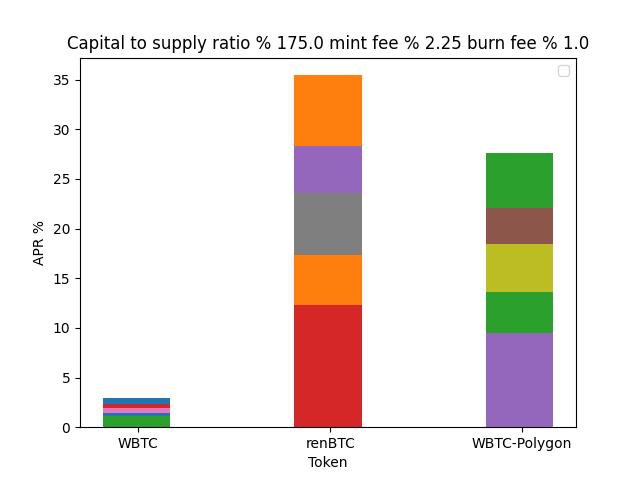 Capital to supply ratio % 175.0 mint fee % 2.25 burn fee % 1.0
35
30
25
20
15
10
5
0
APR %
WBTC renBTC WBTC-Polygon
Token